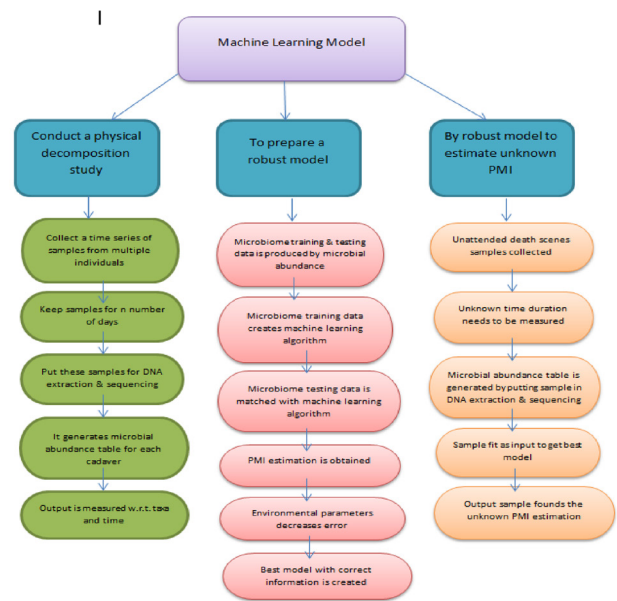 Machine Learning Model
Conduct a physical
decomposition
study
Collect a time series of
samples from multiple
individuals
Keep samples for n number
of days
Put these samples for DNA
extraction & sequencing
It generates microbial
abundance table for each
cadaver
Output is measured w.r.t. taxa
and time
To prepare a
robust model
Microbiome training & testing
data is produced by microbial
abundance
Microbiome training data
creates machine learning
algorithm
Microbiome testing data is
matched with machine learning
algorithm
PMI estimation is obtained
Environmental parameters
decreases error
Best model with correct
information is created
By robust model to
estimate unknown
PMI
Unattended death scenes
samples collected
Unknown time duration
needs to be measured
Microbial abundance table is
generated by putting sample in
DNA extraction & sequencing
Sample fit as input to get best
model
Output sample founds the
unknown PMI estimation